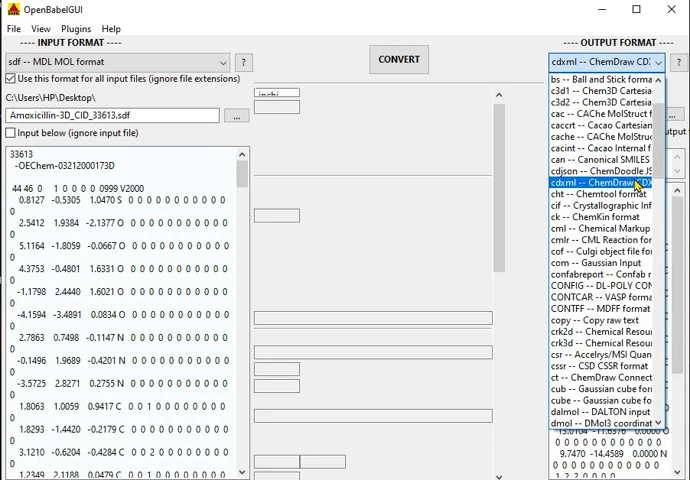 OpenBabelGUI
File View Plugins Help
---- INPUT FORMAT ----
sdf -- MDL MOL format
?
Use this format for all input files (ignore file extensions)
C:\Users\HP\Desktop\
Amoxicillin-3D_CID_33613.sdf
...
Input below (ignore input file)
33613
-OEChem-03212000173D
44 46 0 1 0 0 0 0 0999 V2000
0.8127 -0.5305 1.0470 S 0 0 0 0 0 0 0 0 0 0 0
0
2.5412 1.9384 -2.1377 O 0 0 0 0 0 0 0 0 0 0 0
0
5.1164 -1.8059 -0.0667 O 0 0 0 0 0 0 0 0 0 0 0
0
4.3753 -0.4801 1.6331 O 0 0 0 0 0 0 0 0 0 0 0
0
-1.1798 2.4440 1.6021 O 0 0 0 0 0 0 0 0 0 0 0
0
-4.1594 -3.4891 0.0834 O 0 0 0 0 0 0 0 0 0 0 0
0
2.7863 0.7498 -0.1147 N 0 0 0 0 0 0 0 0 0 0 0
0
-0.1496 1.9689 -0.4201 N 0 0 0 0 0 0 0 0 0 0 0
0
-3.5725 2.8271 0.2755 N 0 0 0 0 0 0 0 0 0 0 0
0
1.8063 1.0059 0.9417 C 0 0 1 0 0 0 0 0 0 0 0
0
1.8293 -1.4420 -0.2179 C 0 0 0 0 0 0 0 0 0 0 0
0
3.1210 -0.6204 -0.4284 C 0 0 2 0 0 0 0 0 0 0 0
0
1.2349 2.1188 0.0479 C 0 0 1 0 0 0 0 0 0 0 0
CONVERT
---- OUTPUT FORMAT ----
cdxml -- ChemDraw CD
?
bs -- Ball and Stick forma
c3d1 -- Chem3D Cartesia
c3d2 -- Chem3D Cartesia
cac -- CAChe MolStruct f
caccrt -- Cacao Cartesian
cache -- CAChe MolStruc
cacint -- Cacao Internal f
can -- Canonical SMILES
cdjson -- ChemDoodle JS
cdxml -- ChemDraw CDX
cht -- Chemtool format
cif -- Crystallographic Inf
ck -- ChemKin format
cml -- Chemical Markup
cmlr -- CML Reaction for
cof -- Culgi object file fo
com -- Gaussian Input
confabreport -- Confab r
CONFIG -- DL-POLY CON
CONTCAR -- VASP forma
CONTFF -- MDFF format
copy -- Copy raw text
crk2d -- Chemical Resou
crk3d -- Chemical Resou
csr -- Accelrys/MSI Quan
cssr -- CSD CSSR format
ct -- ChemDraw Connect
cub -- Gaussian cube for
cube -- Gaussian cube fo
dalmol -- DALTON input
dmol -- DMol3 coordinat
...
output t
0 0 0 0 0 0 0 0 0 0
9.7470 -14.4589 0.0000 N